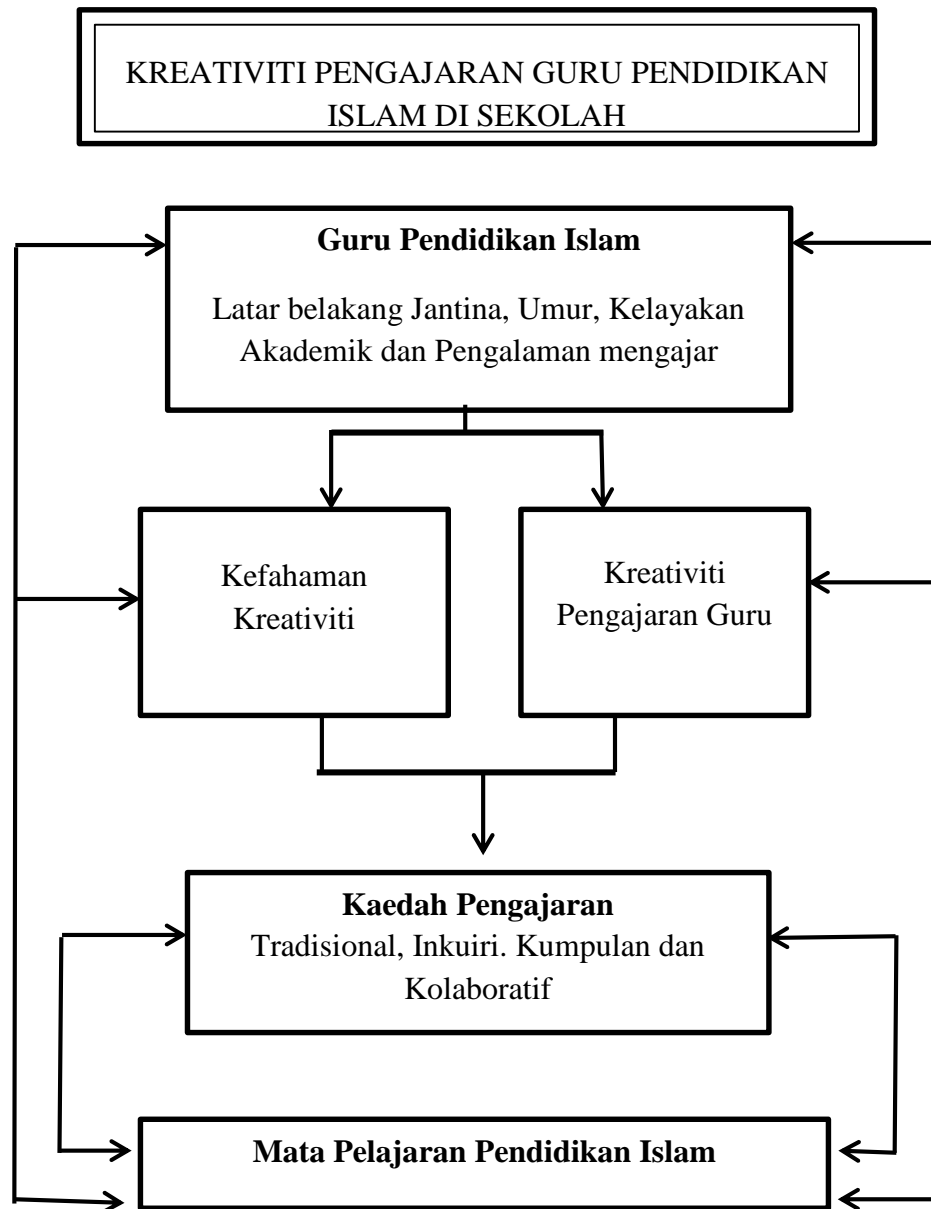 KREATIVITI PENGAJARAN GURU PENDIDIKAN
ISLAM DI SEKOLAH
Guru Pendidikan Islam
Latar belakang Jantina, Umur, Kelayakan
Akademik dan Pengalaman mengajar
Kefahaman
Kreativiti
Kreativiti
Pengajaran Guru
Kaedah Pengajaran
Tradisional, Inkuiri. Kumpulan dan
Kolaboratif
Mata Pelajaran Pendidikan Islam